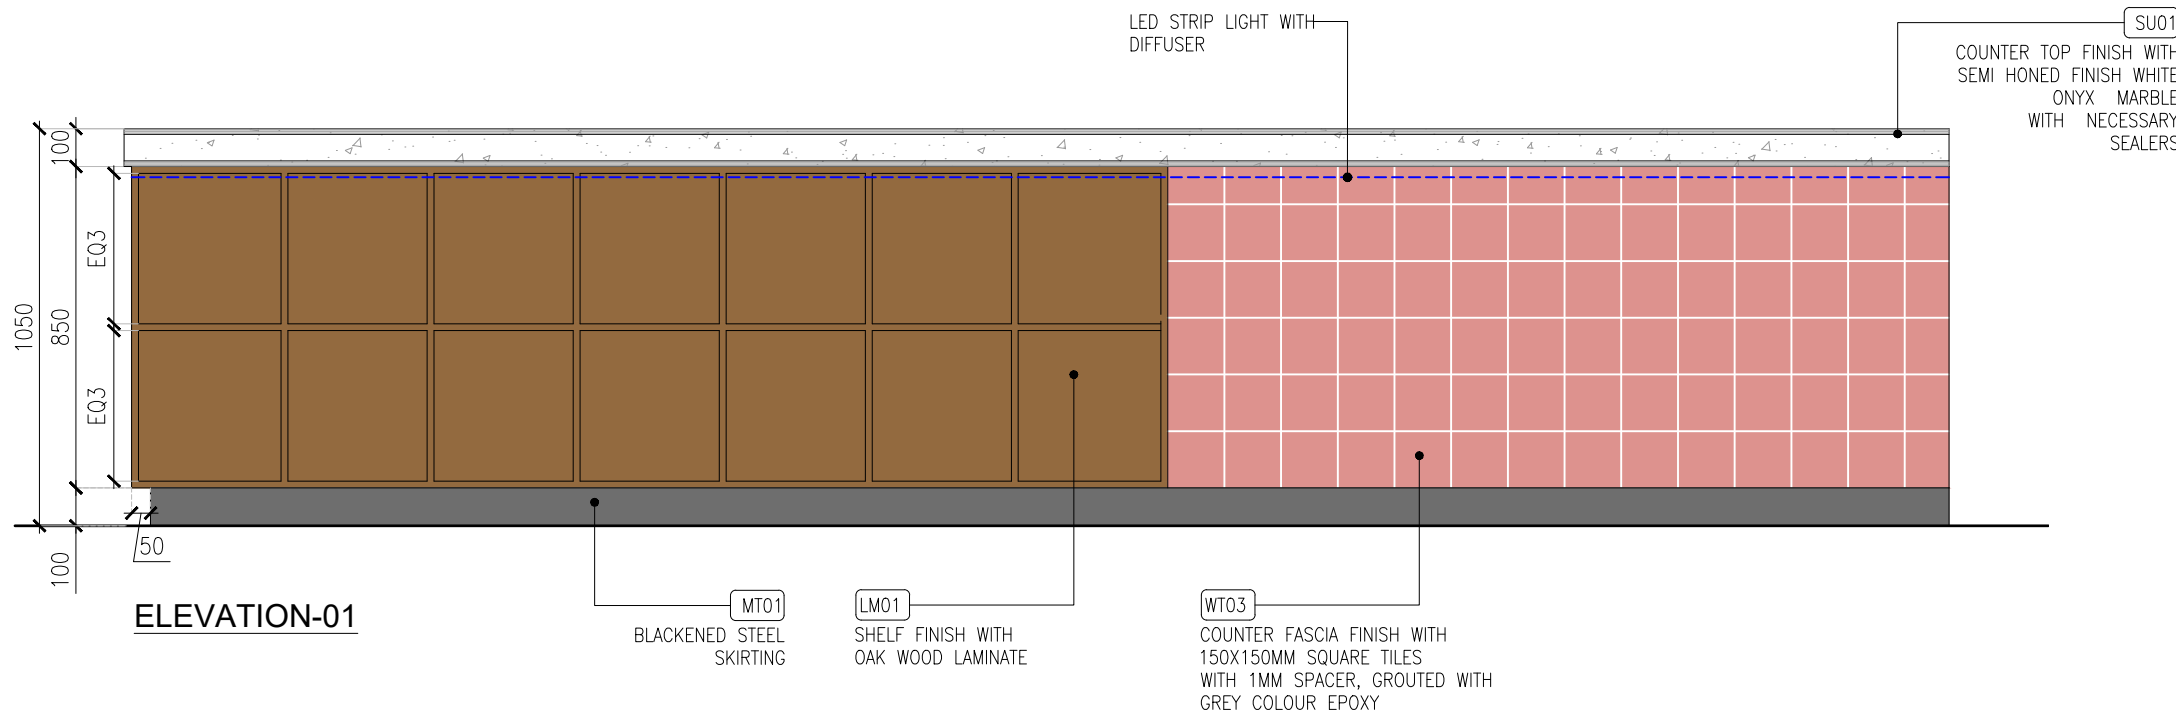 LED STRIP LIGHT WITH
DIFFUSER
SU01
COUNTER TOP FINISH WITH
SEMI HONED FINISH WHITE
ONYX MARBLE
WITH NECESSARY
SEALERS
100
EQ3
1050
850
EQ3
50
100
ELEVATION-01
MT01
BLACKENED STEEL
SKIRTING
LM01
SHELF FINISH WITH
OAK WOOD LAMINATE
WT03
COUNTER FASCIA FINISH WITH
150X150MM SQUARE TILES
WITH 1MM SPACER, GROUTED WITH
GREY COLOUR EPOXY